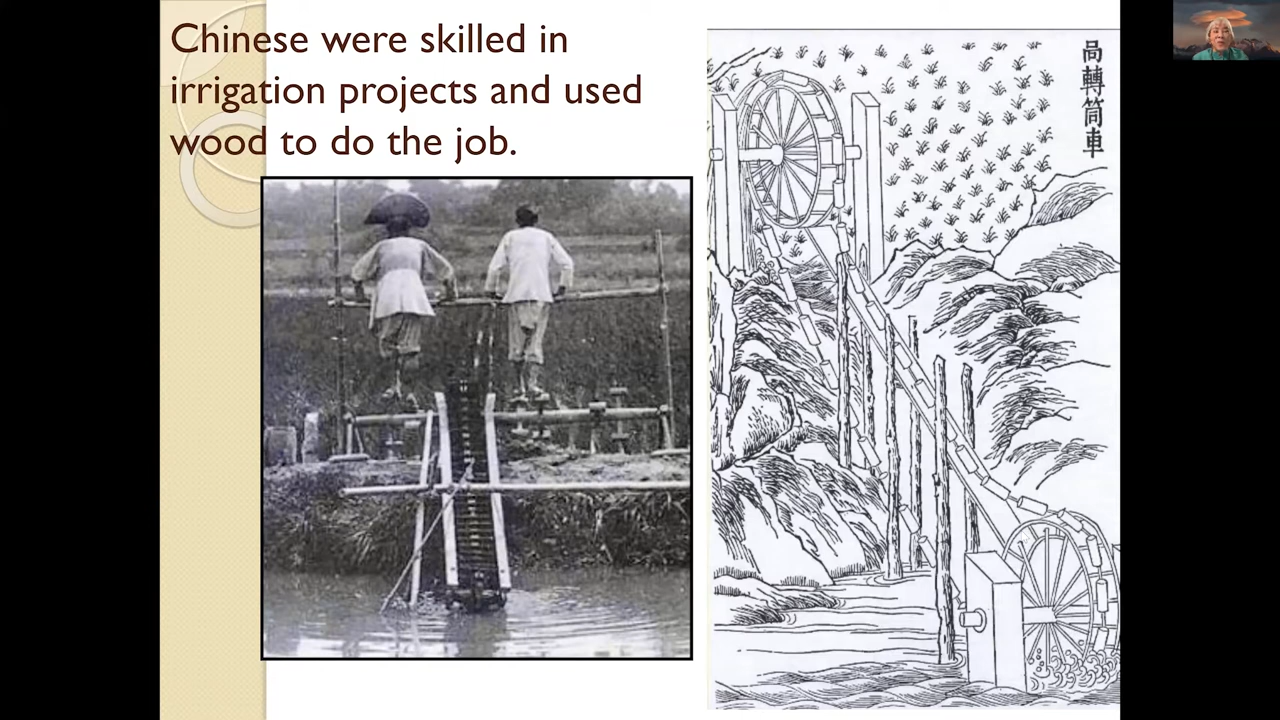 Chinese were skilled in
irrigation projects and used
wood to do the job.
高轉筒車